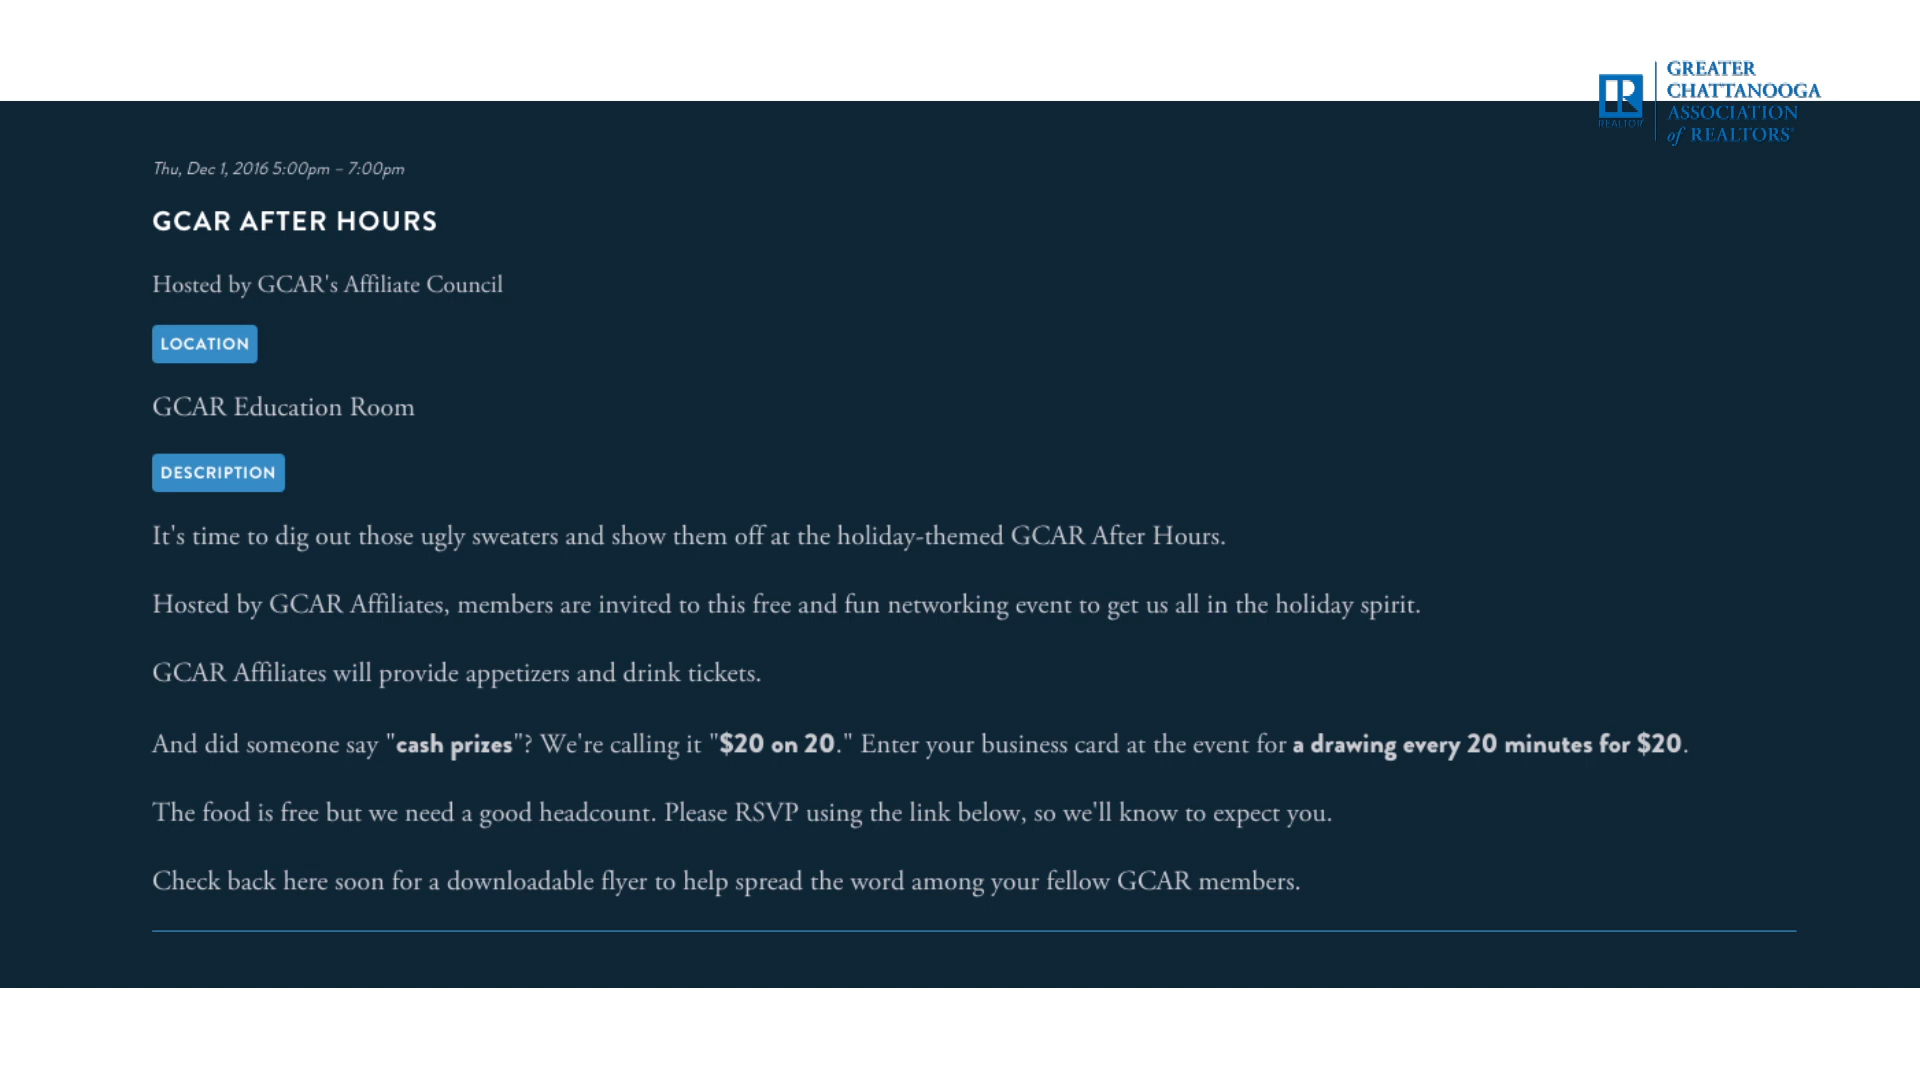 GREATER
CHATTANOOGA
ASSOCIATION
of REALTORS®
REALTOR
Thu, Dec 1, 2016 5:00pm – 7:00pm
GCAR AFTER HOURS
Hosted by GCAR's Affiliate Council
LOCATION
GCAR Education Room
DESCRIPTION
It's time to dig out those ugly sweaters and show them off at the holiday-themed GCAR After Hours.
Hosted by GCAR Affiliates, members are invited to this free and fun networking event to get us all in the holiday spirit.
GCAR Affiliates will provide appetizers and drink tickets.
And did someone say "cash prizes"? We're calling it "$20 on 20." Enter your business card at the event for a drawing every 20 minutes for $20.
The food is free but we need a good headcount. Please RSVP using the link below, so we'll know to expect you.
Check back here soon for a downloadable flyer to help spread the word among your fellow GCAR members.